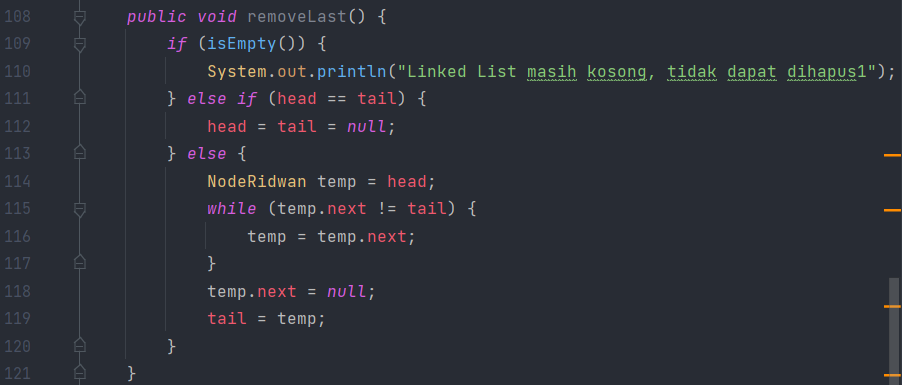 108 public void removeLast() {
109 if (isEmpty()) {
110 System.out.println("Linked List masih kosong, tidak dapat dihapus1");
111 } else if (head == tail) {
112 head = tail = null;
113 } else {
114 NodeRidwan temp = head;
115 while (temp.next != tail) {
116 temp = temp.next;
117 }
118 temp.next = null;
119 tail = temp;
120 }
121 }